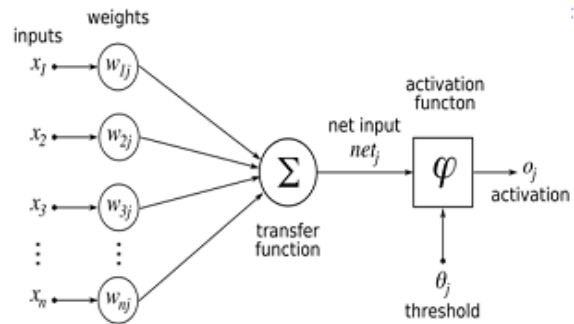 weights
inputs
x1 w1j
x2 w2j
x3 w3j
xn wnj
Σ
transfer
function
net input
netj
activation
functon
φ
oj
activation
θj
threshold